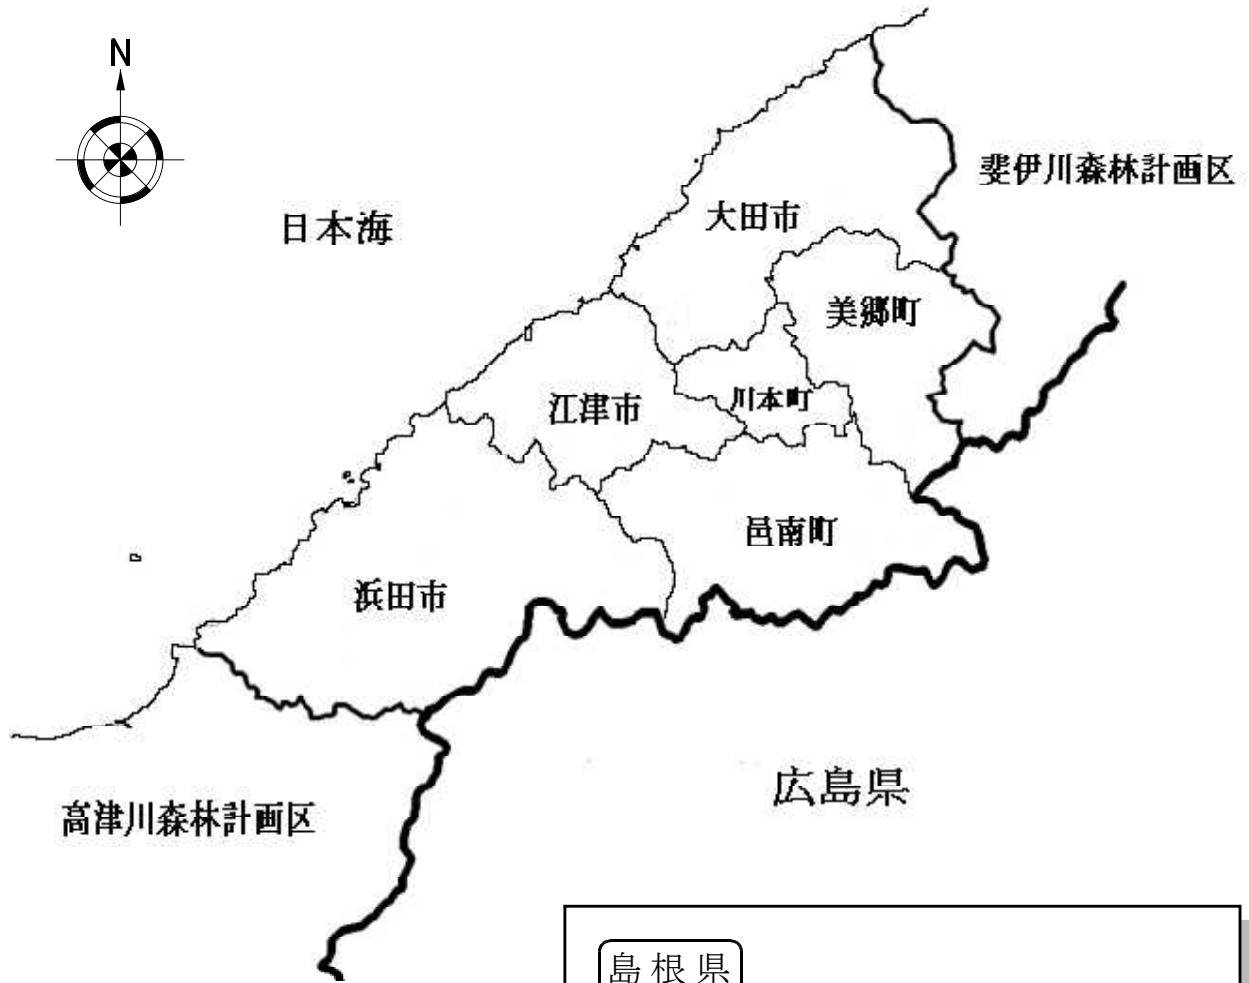 N
斐伊川森林計画区
日本海
大田市
美郷町
川本町
江津市
邑南町
浜田市
広島県
高津川森林計画区
島根県